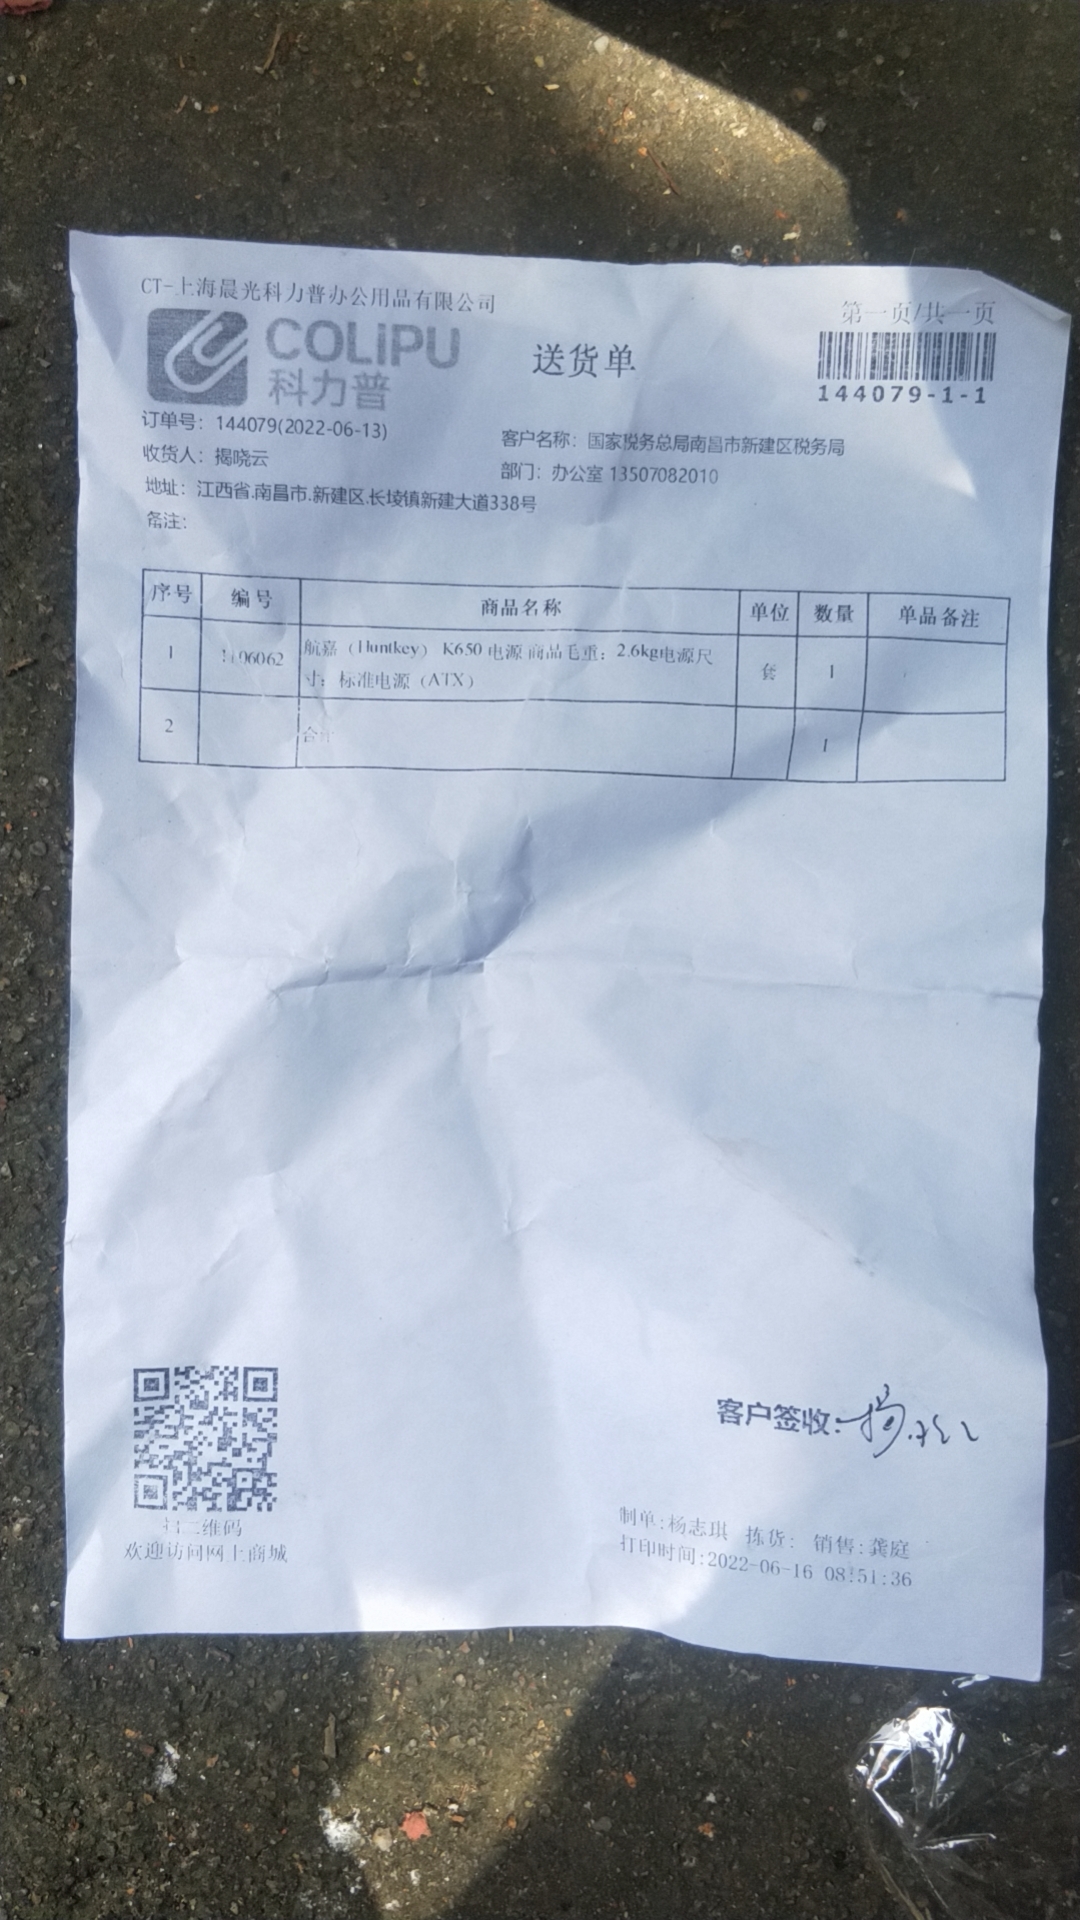 CT-上海晨光科力普办公用品有限公司
COLIPU
科力普
送货单
第一页/共一页
144079-1-1
订单号：144079(2022-06-13)
收货人：揭晓云
客户名称：国家税务总局南昌市新建区税务局
部门：办公室 13507082010
地址：江西省.南昌市.新建区.长堎镇新建大道338号
备注：
序号 编号 商品名称 单位 数量 单品备注
1 1106062 航嘉（Huntkey） K650 电源 商品毛重：2.6kg电源尺
寸：标准电源（ATX） 套 1
2 合计 1
客户签收:
扫二维码
欢迎访问网上商城
制单:杨志琪 拣货: 销售:龚庭
打印时间:2022-06-16 08:51:36